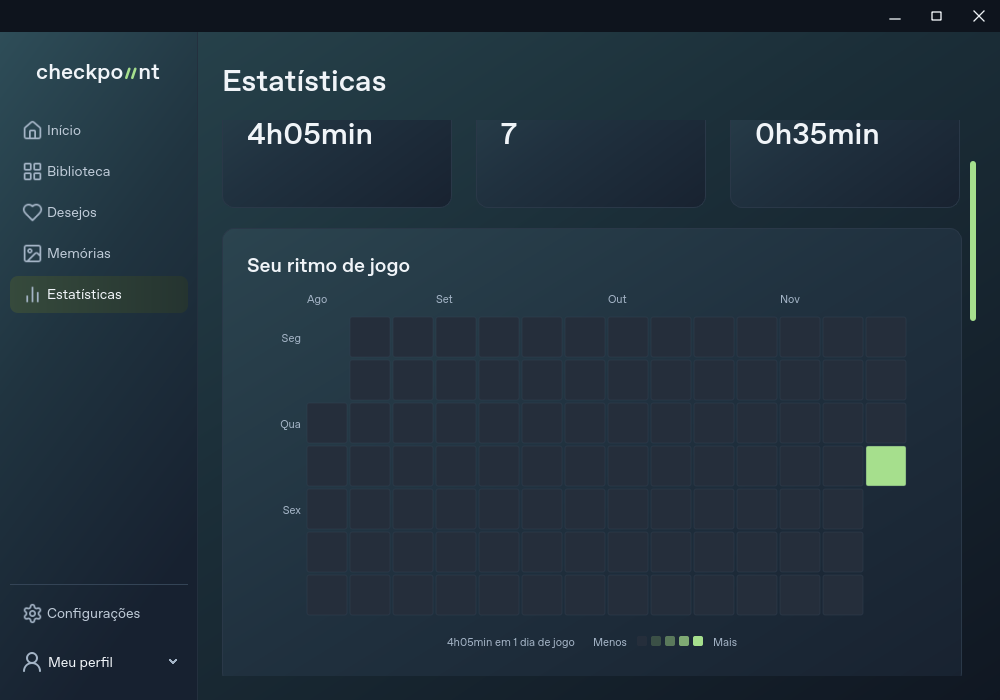 checkpoint
Início
Biblioteca
Desejos
Memórias
Estatísticas
Configurações
Meu perfil
Estatísticas
4h05min
7
0h35min
Seu ritmo de jogo
Ago Set Out Nov
Seg
Qua
Sex
4h05min em 1 dia de jogo Menos Mais